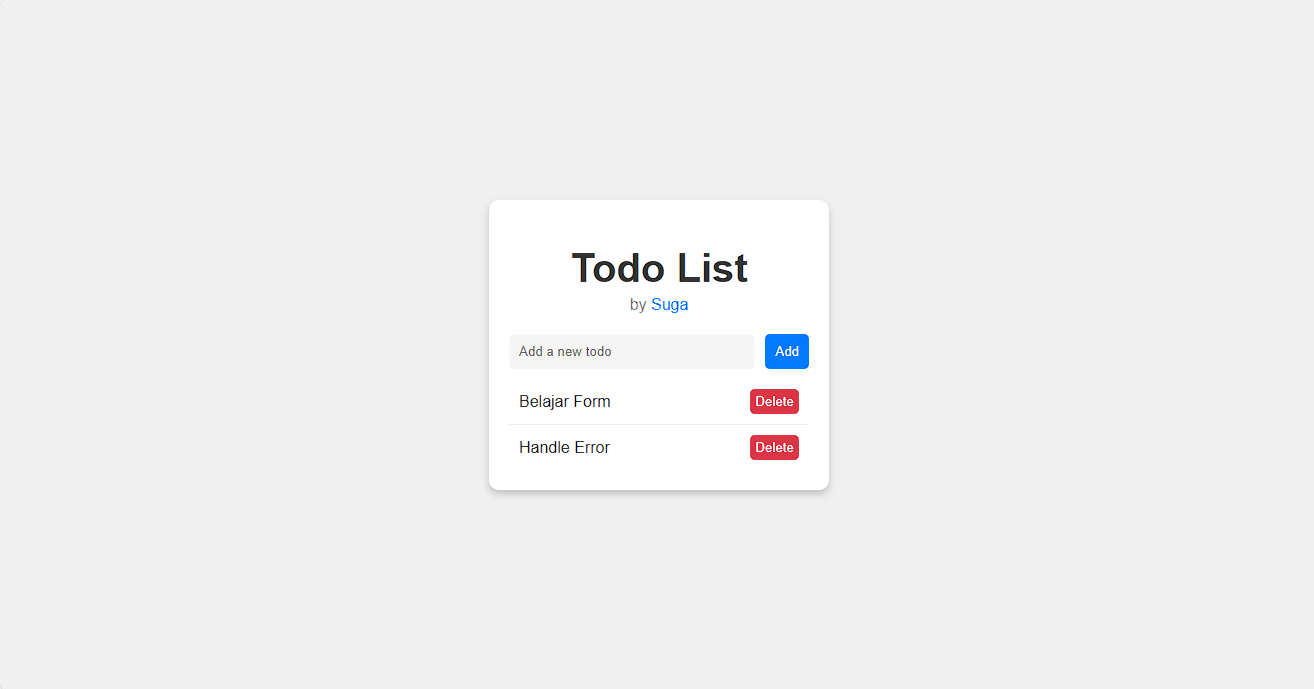 Todo List
by Suga
Add a new todo Add
Belajar Form Delete
Handle Error Delete